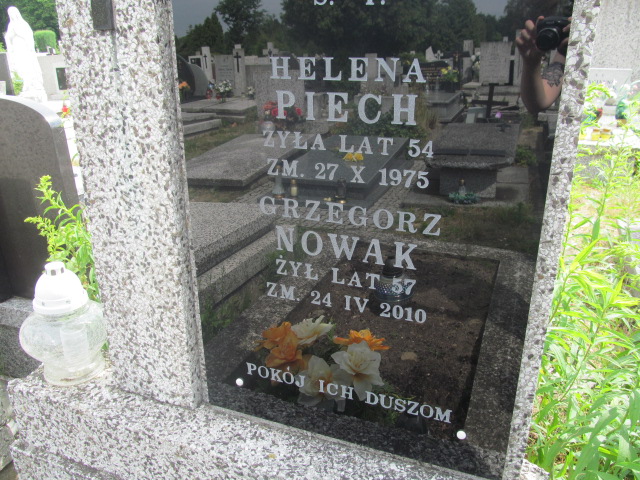 Ś. P.
HELENA
PIECH
ŻYŁA LAT 54
ZM. 27 X 1975
GRZEGORZ
NOWAK
ŻYŁ LAT 57
ZM. 24 IV 2010
POKÓJ ICH DUSZOM